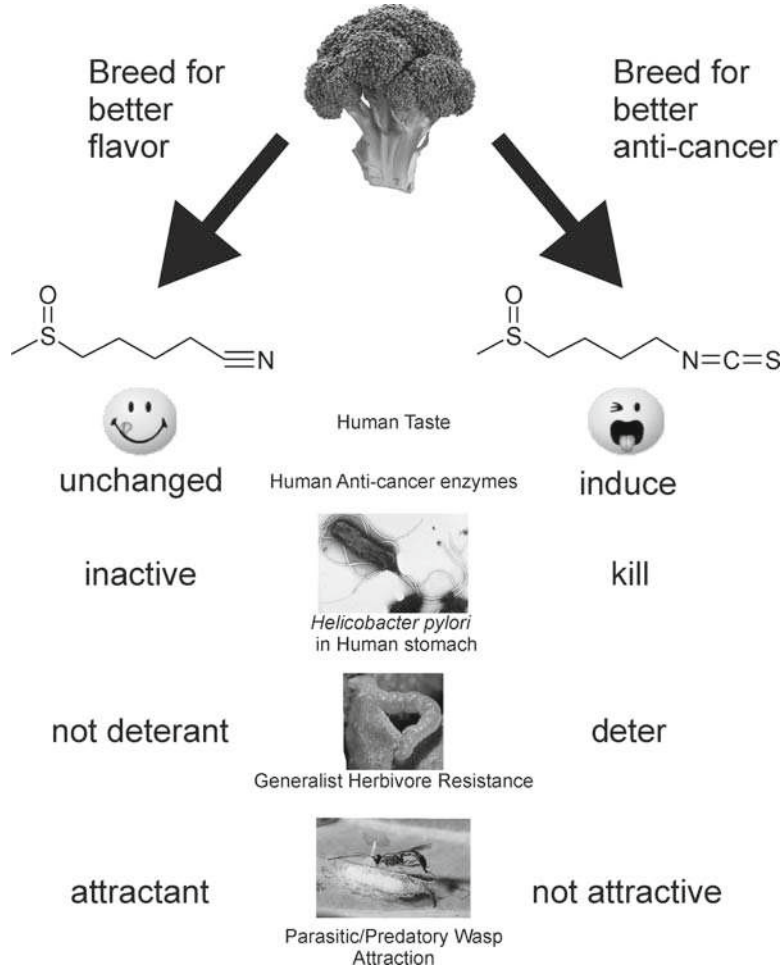 Breed for
better
flavor
Breed for
better
anti-cancer
O
S
N
O
S
N=C=S
Human Taste
unchanged
Human Anti-cancer enzymes
induce
inactive
kill
Helicobacter pylori
in Human stomach
not deterant
deter
Generalist Herbivore Resistance
attractant
not attractive
Parasitic/Predatory Wasp
Attraction